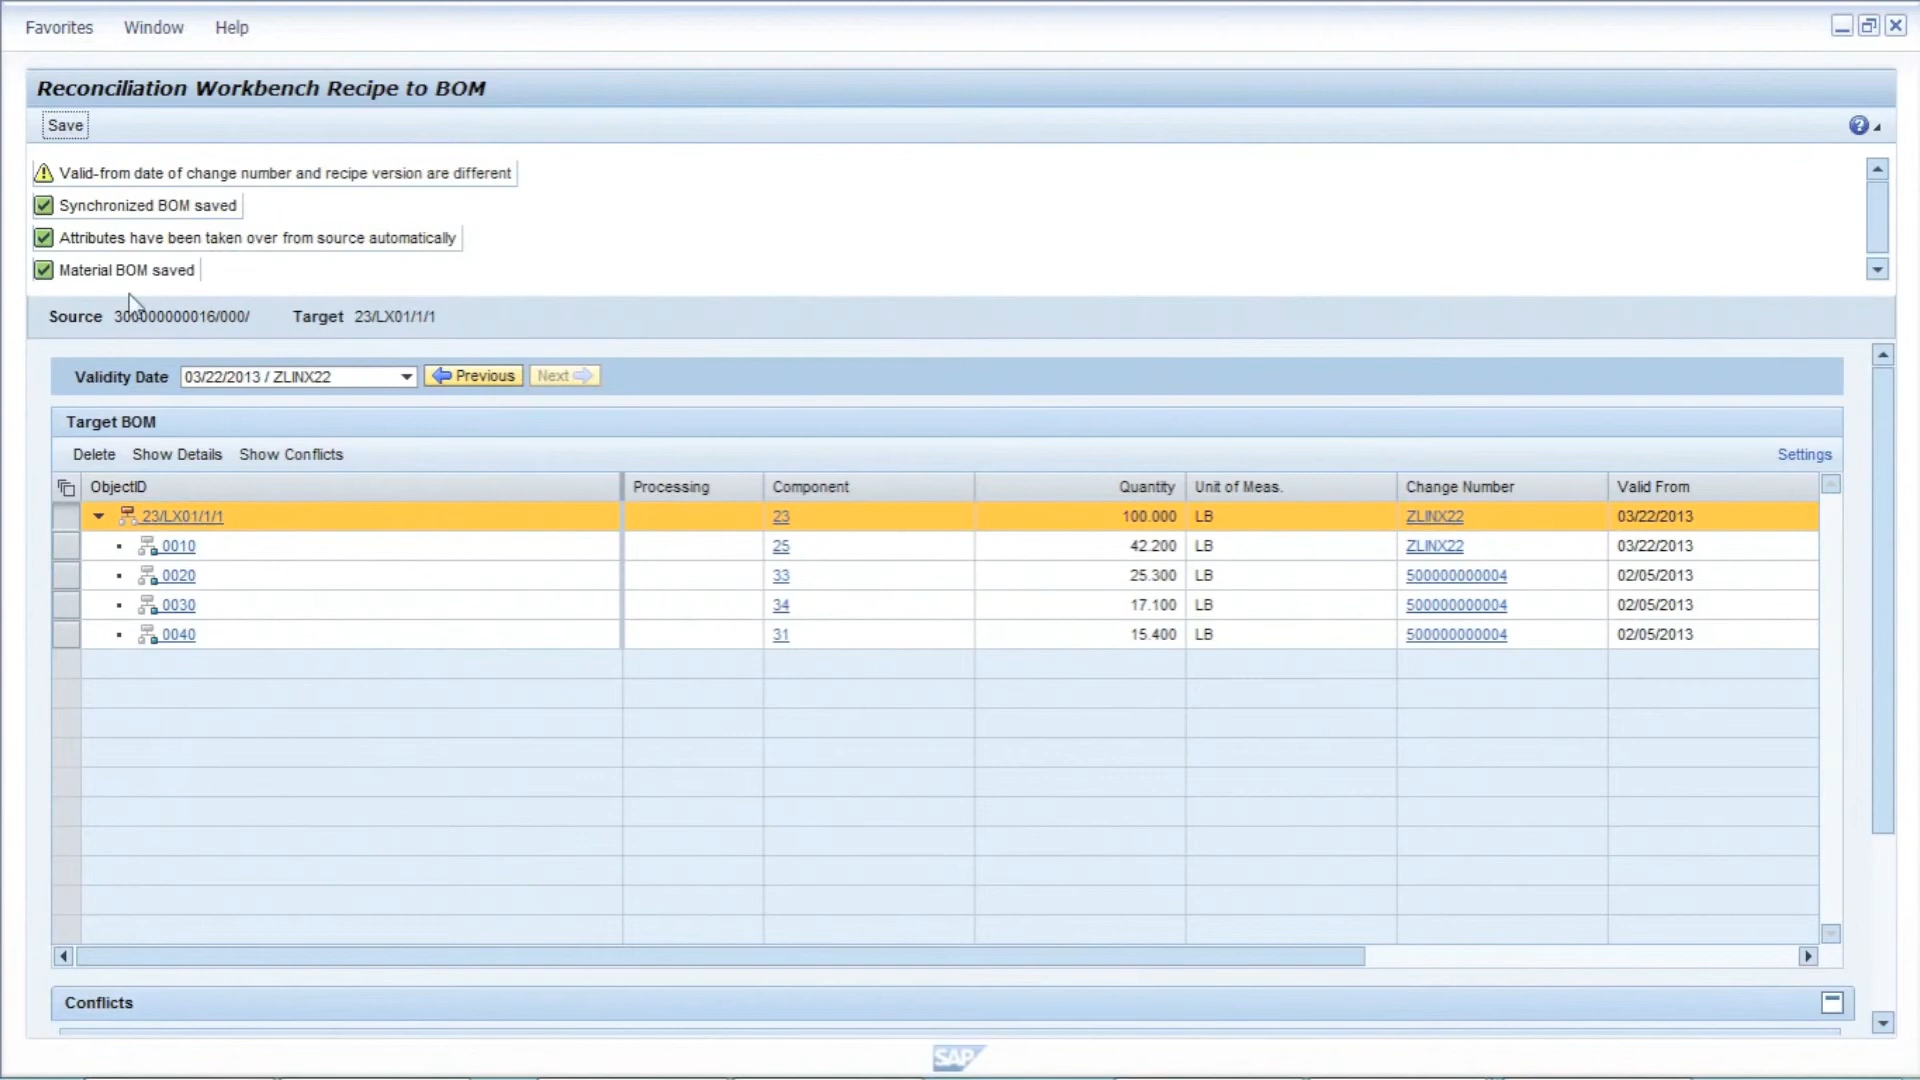 Favorites Window Help
Reconciliation Workbench Recipe to BOM
Save
Valid-from date of change number and recipe version are different
Synchronized BOM saved
Attributes have been taken over from source automatically
Material BOM saved
Source 300000000016/000/ Target 23/LX01/1/1
Validity Date 03/22/2013 / ZLINX22 Previous Next
Target BOM
Delete Show Details Show Conflicts Settings
ObjectID Processing Component Quantity Unit of Meas. Change Number Valid From
23/LX01/1/1 23 100.000 LB ZLINX22 03/22/2013
0010 25 42.200 LB ZLINX22 03/22/2013
0020 33 25.300 LB 500000000004 02/05/2013
0030 34 17.100 LB 500000000004 02/05/2013
0040 31 15.400 LB 500000000004 02/05/2013
Conflicts
SAP